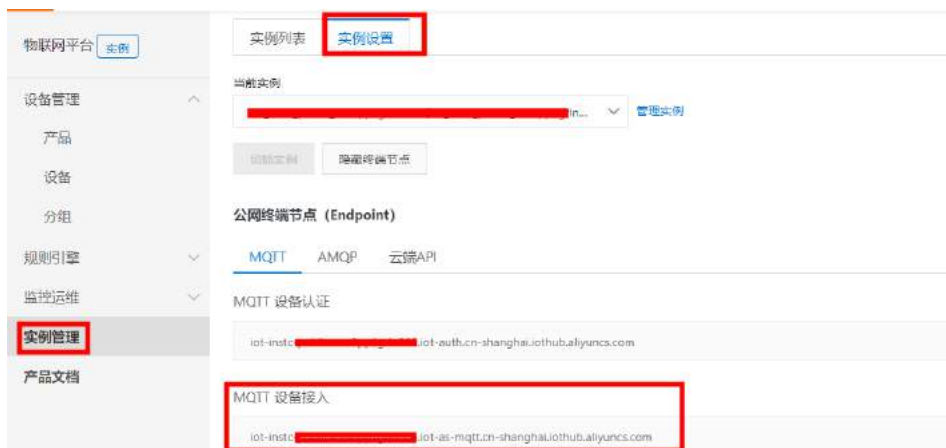 物联网平台 实例
实例列表 实例设置
当前实例
in... 管理实例
设备管理
产品
切换实例 隐藏终端节点
设备
分组
公网终端节点 (Endpoint)
规则引擎
MQTT AMQP 云端API
监控运维
MQTT 设备认证
实例管理
iot-instc .iot-auth.cn-shanghai.iothub.aliyuncs.com
产品文档
MQTT 设备接入
iot-instc .iot-as-mqtt.cn-shanghai.iothub.aliyuncs.com